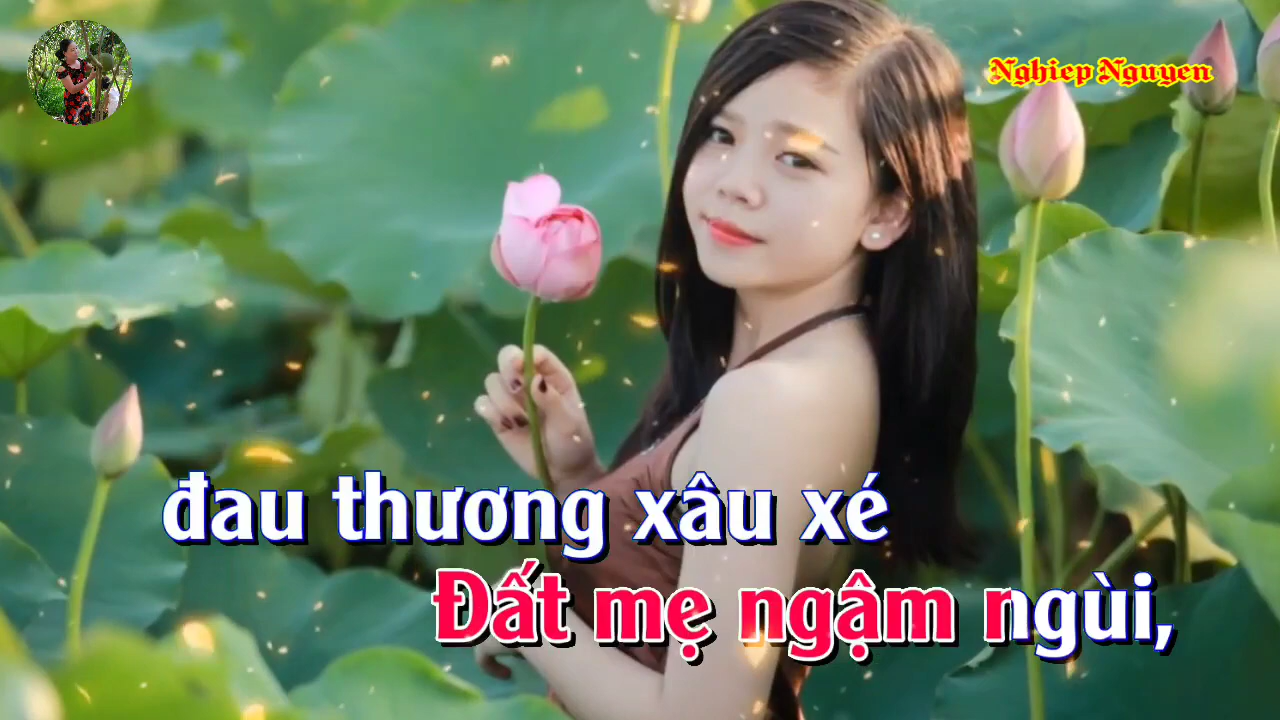 Nghiep Nguyen
đau thương xâu xé
Đất mẹ ngậm ngùi,